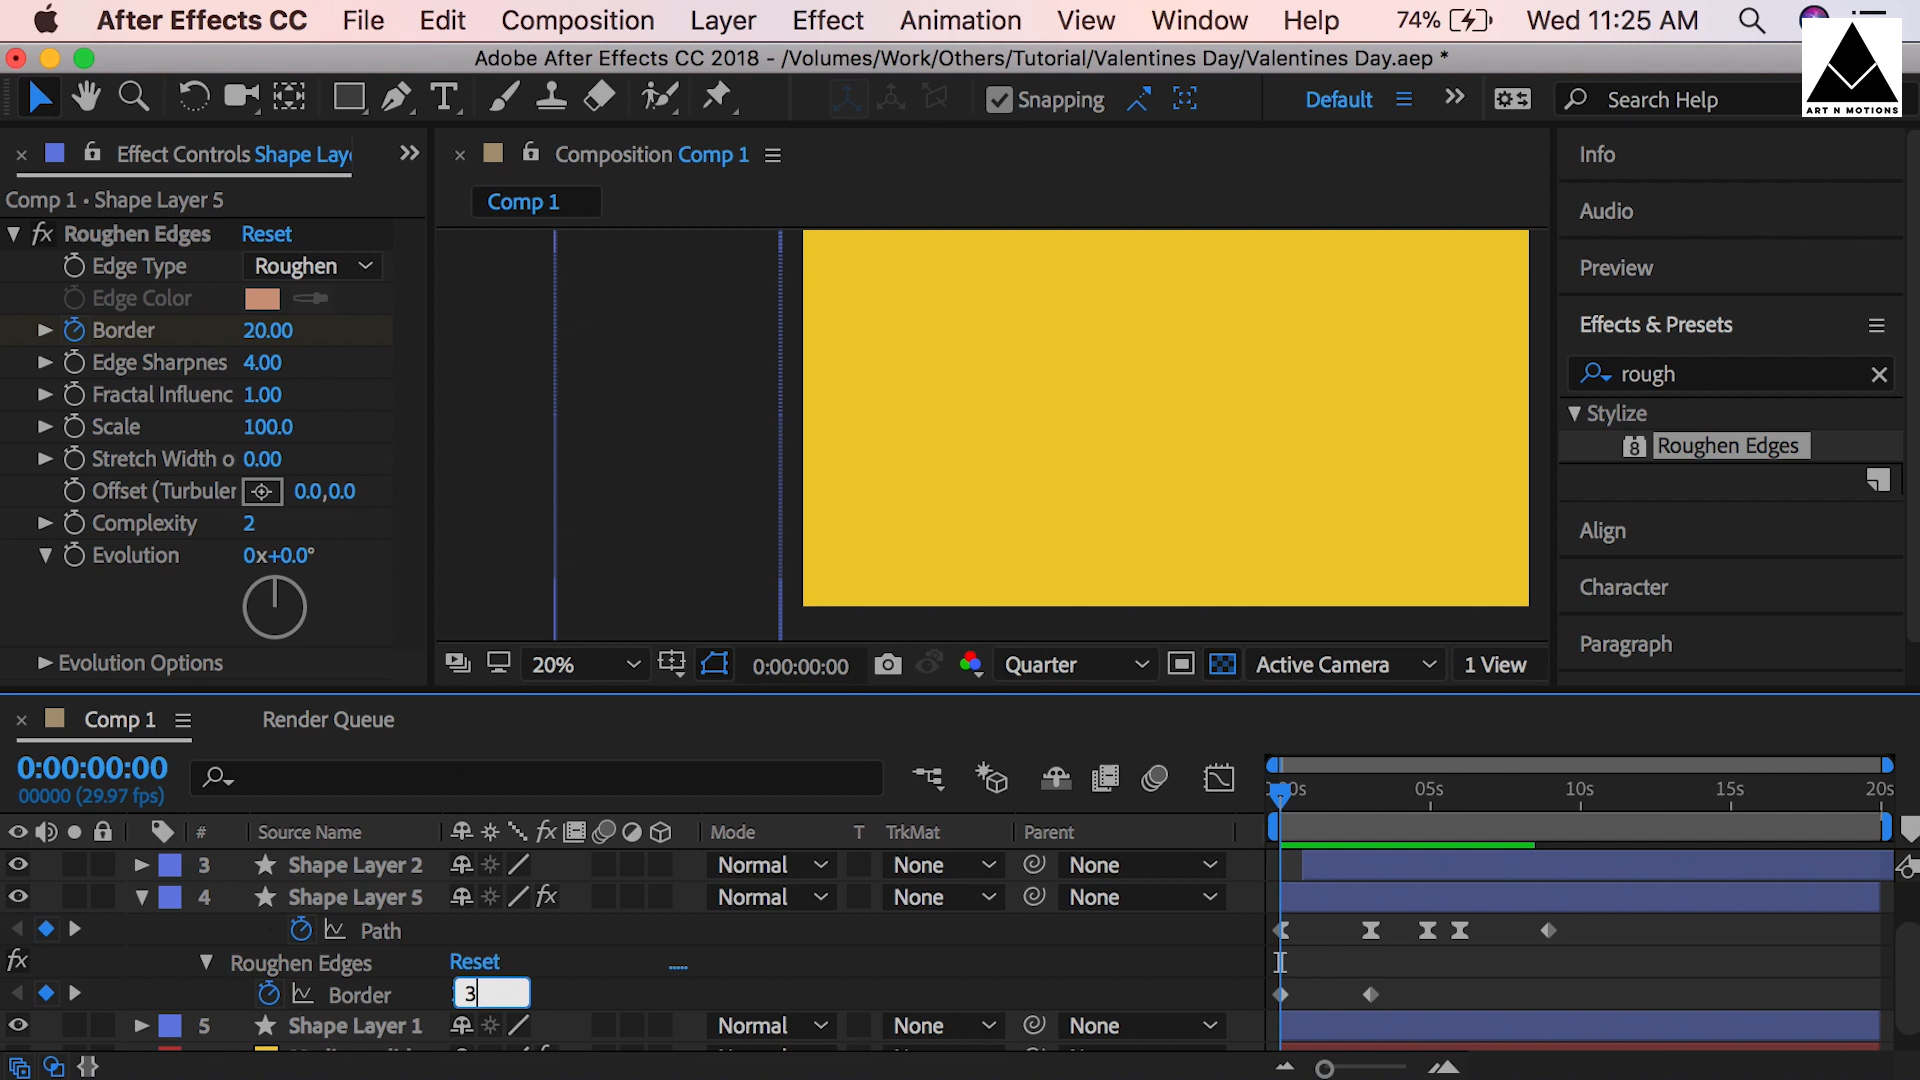 After Effects CC File Edit Composition Layer Effect Animation View Window Help 74% Wed 11:25 AM
Adobe After Effects CC 2018 - /Volumes/Work/Others/Tutorial/Valentines Day/Valentines Day.aep *
Snapping Default Search Help
ART N MOTIONS
Effect Controls Shape Laye
Composition Comp 1
Info
Comp 1 • Shape Layer 5
Comp 1
Audio
fx Roughen Edges Reset
Edge Type Roughen
Preview
Edge Color
Border 20.00
Effects & Presets
Edge Sharpnes 4.00
rough
Fractal Influenc 1.00
Stylize
Scale 100.0
8 Roughen Edges
Stretch Width o 0.00
Offset (Turbuler 0.0,0.0
Complexity 2
Align
Evolution 0x+0.0°
Character
Paragraph
Evolution Options
20% 0:00:00:00 Quarter Active Camera 1 View
Comp 1 Render Queue
0:00:00:00
00000 (29.97 fps)
05s 10s 15s 20s
# Source Name fx Mode T TrkMat Parent
3 Shape Layer 2 Normal None None
4 Shape Layer 5 fx Normal None None
Path
fx Roughen Edges Reset
Border 3
5 Shape Layer 1 Normal None None